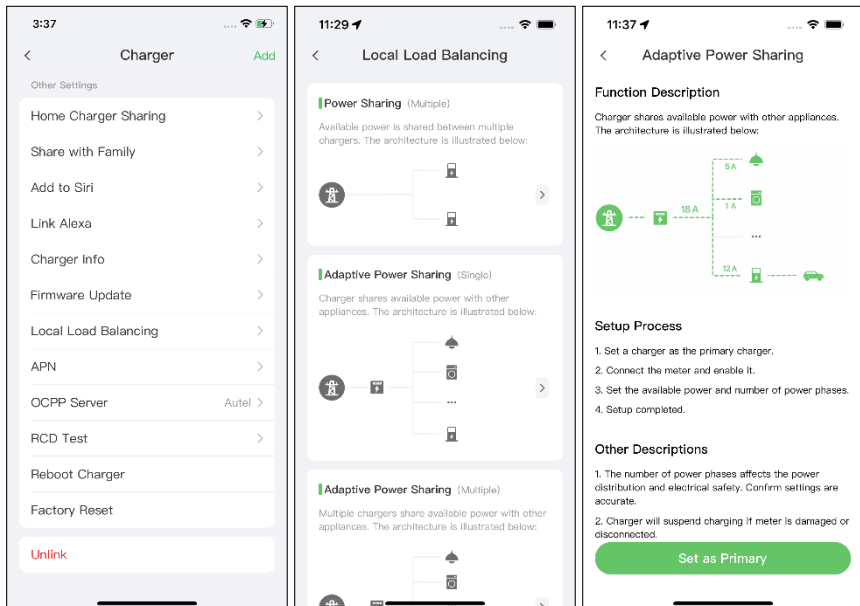 3:37
Charger
Add
Other Settings
Home Charger Sharing
Share with Family
Add to Siri
Link Alexa
Charger Info
Firmware Update
Local Load Balancing
APN
OCPP Server
Autel
RCD Test
Reboot Charger
Factory Reset
Unlink
11:29
Local Load Balancing
Power Sharing (Multiple)
Available power is shared between multiple
chargers. The architecture is illustrated below:
Adaptive Power Sharing (Single)
Charger shares available power with other
appliances. The architecture is illustrated below:
Adaptive Power Sharing (Multiple)
Multiple chargers share available power with other
appliances. The architecture is illustrated below:
11:37
Adaptive Power Sharing
Function Description
Charger shares available power with other appliances.
The architecture is illustrated below:
5 A
18 A
1 A
12 A
Setup Process
1. Set a charger as the primary charger.
2. Connect the meter and enable it.
3. Set the available power and number of power phases.
4. Setup completed.
Other Descriptions
1. The number of power phases affects the power
distribution and electrical safety. Confirm settings are
accurate.
2. Charger will suspend charging if meter is damaged or
disconnected.
Set as Primary